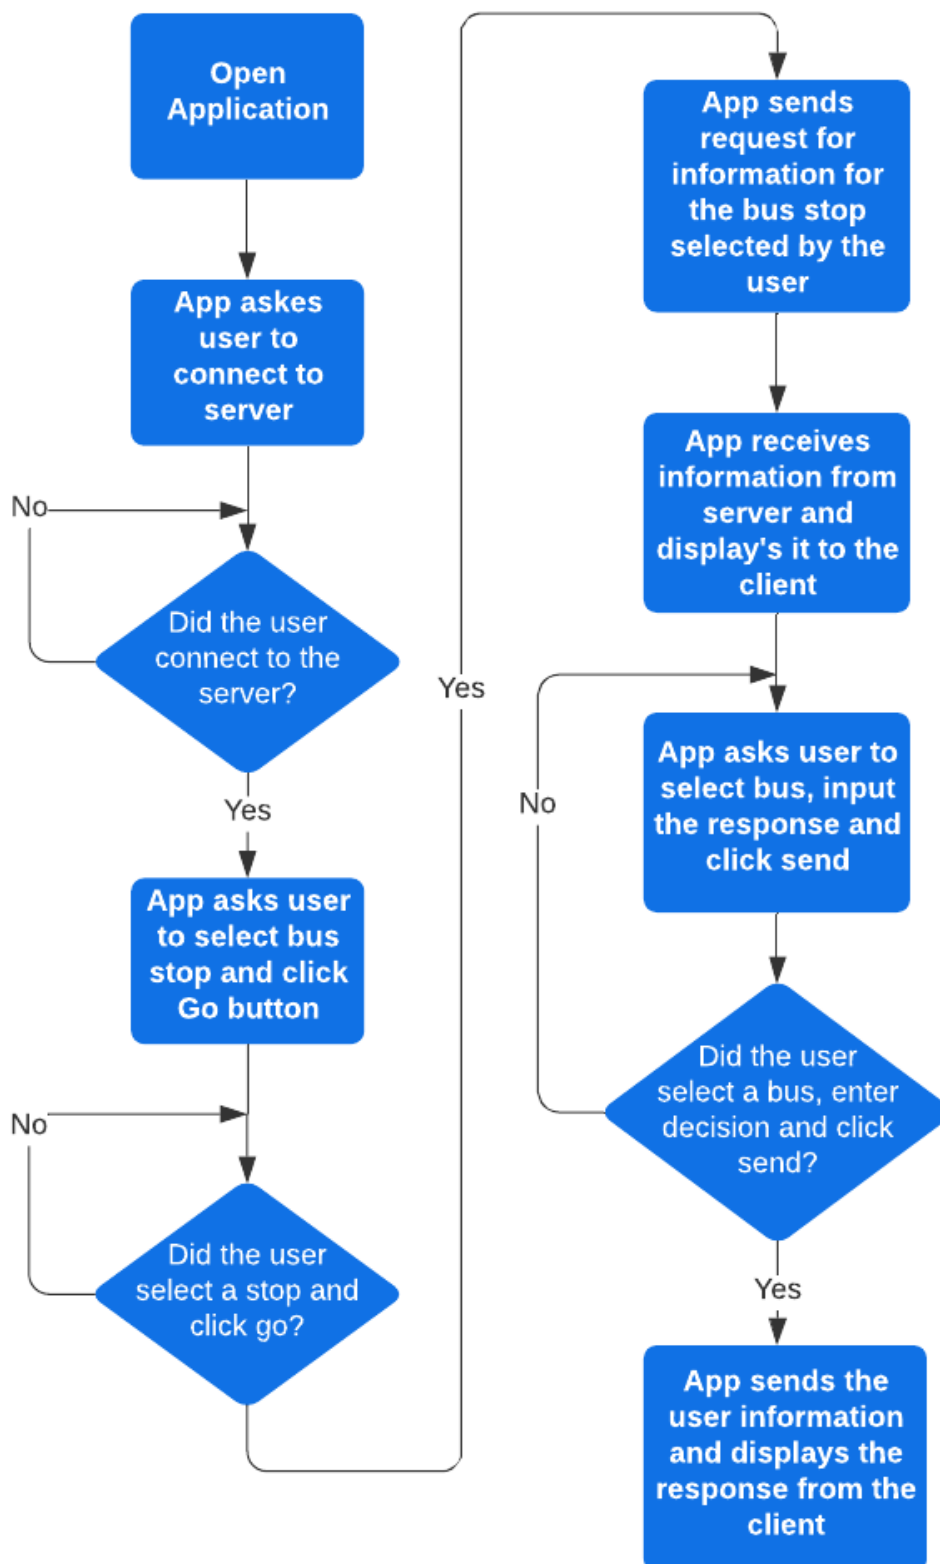 Open
Application
App askes
user to
connect to
server
No
Did the user
connect to the
server?
Yes
App asks user
to select bus
stop and click
Go button
No
Did the user
select a stop and
click go?
Yes
App sends
request for
information for
the bus stop
selected by the
user
App receives
information from
server and
display's it to the
client
App asks user to
select bus, input
the response and
click send
No
Did the user
select a bus, enter
decision and click
send?
Yes
App sends the
user information
and displays the
response from the
client